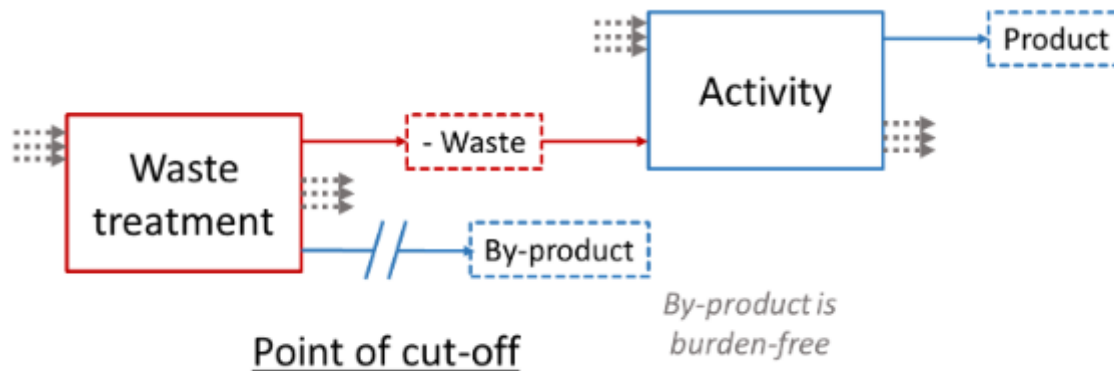 Product
Activity
- Waste
Waste
treatment
By-product
By-product is
burden-free
Point of cut-off